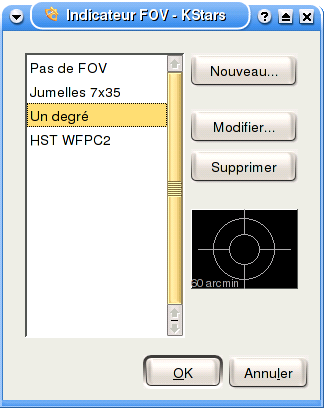 Indicateur FOV - KStars
Pas de FOV
Jumelles 7x35
Un degré
HST WFPC2
Nouveau...
Modifier...
Supprimer
60 arcmin
OK
Annuler